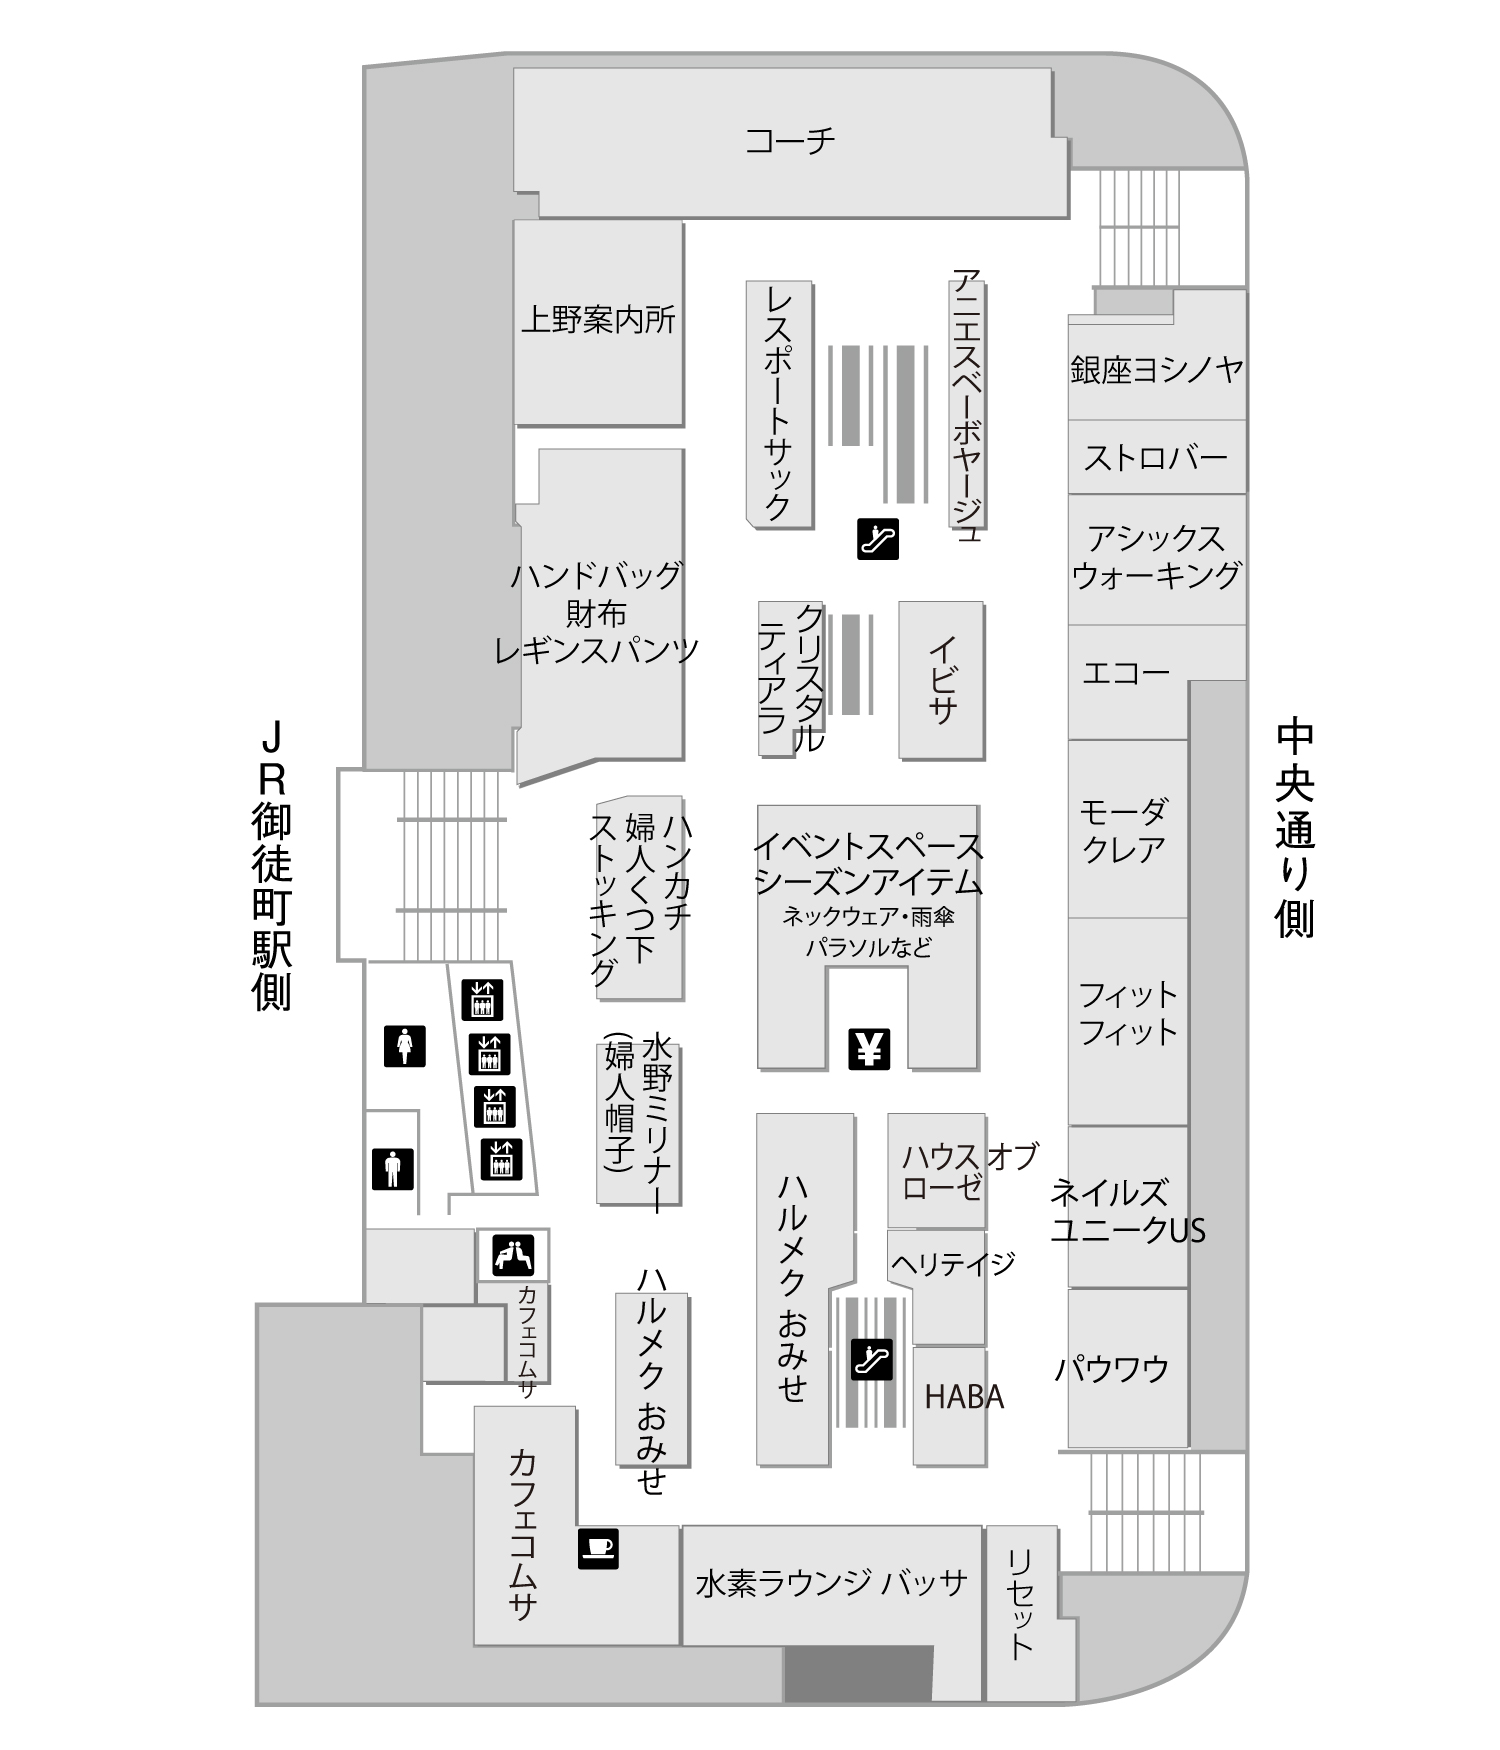 コーチ
上野案内所
レスポートサック
アニエスベーボヤージュ
銀座ヨシノヤ
ストロバー
アシックス
ウォーキング
ハンドバッグ
財布
レギンスパンツ
クリスタル
ティアラ
イビサ
エコー
JR御徒町駅側
中央通り側
モーダ
クレア
ハンカチ
婦人くつ下
ストッキング
イベントスペース
シーズンアイテム
ネックウェア・雨傘
パラソルなど
フィット
フィット
¥
水野ミリナー
(婦人帽子)
ハルメク おみせ
ハウス オブ
ローゼ
ネイルズ
ユニークUS
ヘリテイジ
カフェコムサ
ハルメク おみせ
HABA
パウワウ
カフェコムサ
水素ラウンジ バッサ
リセット